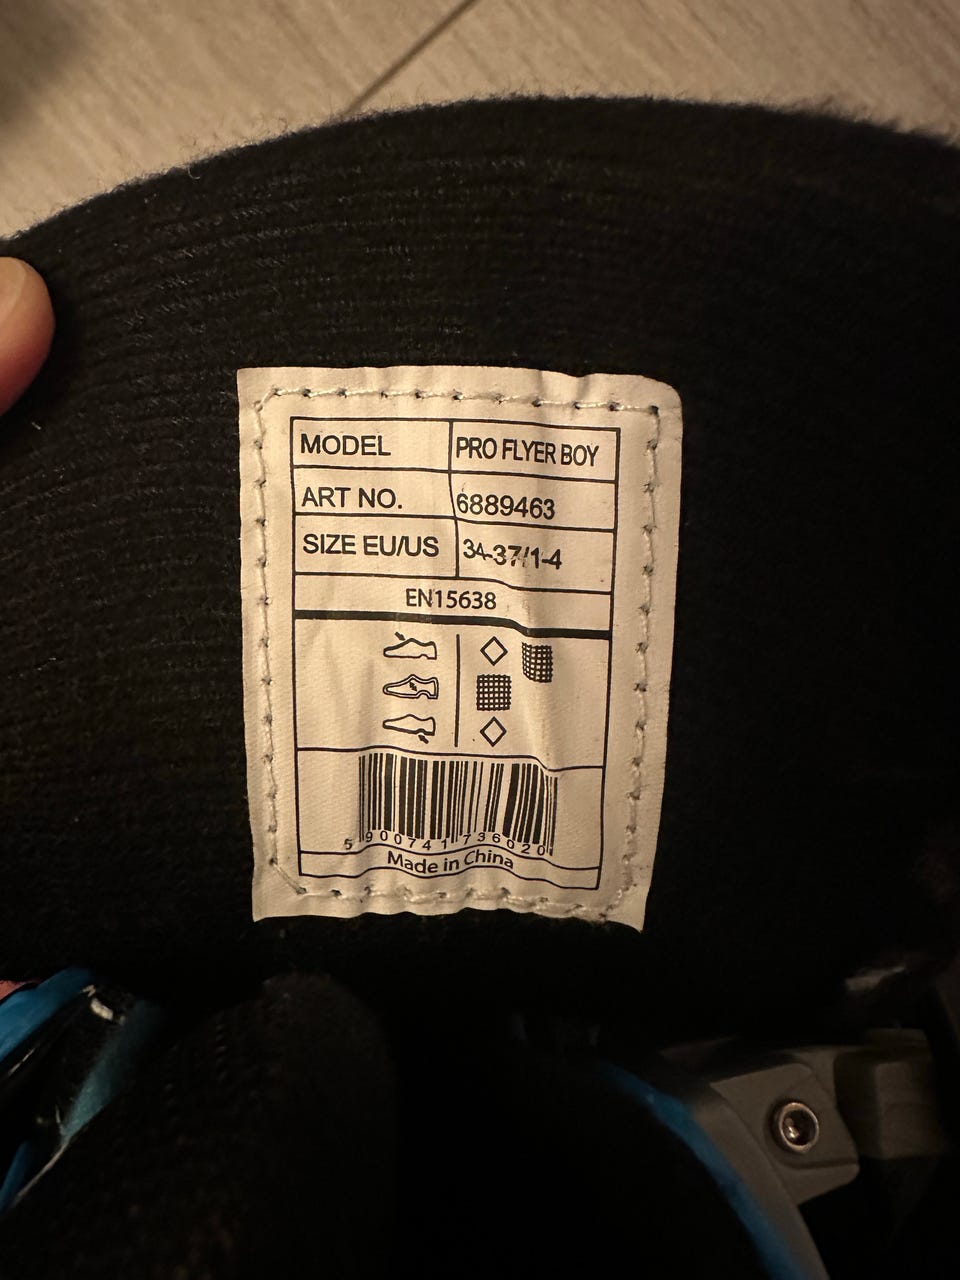 MODEL PRO FLYER BOY
ART NO. 6889463
SIZE EU/US 34-37/1-4
EN15638
5 900741 736020
Made in China